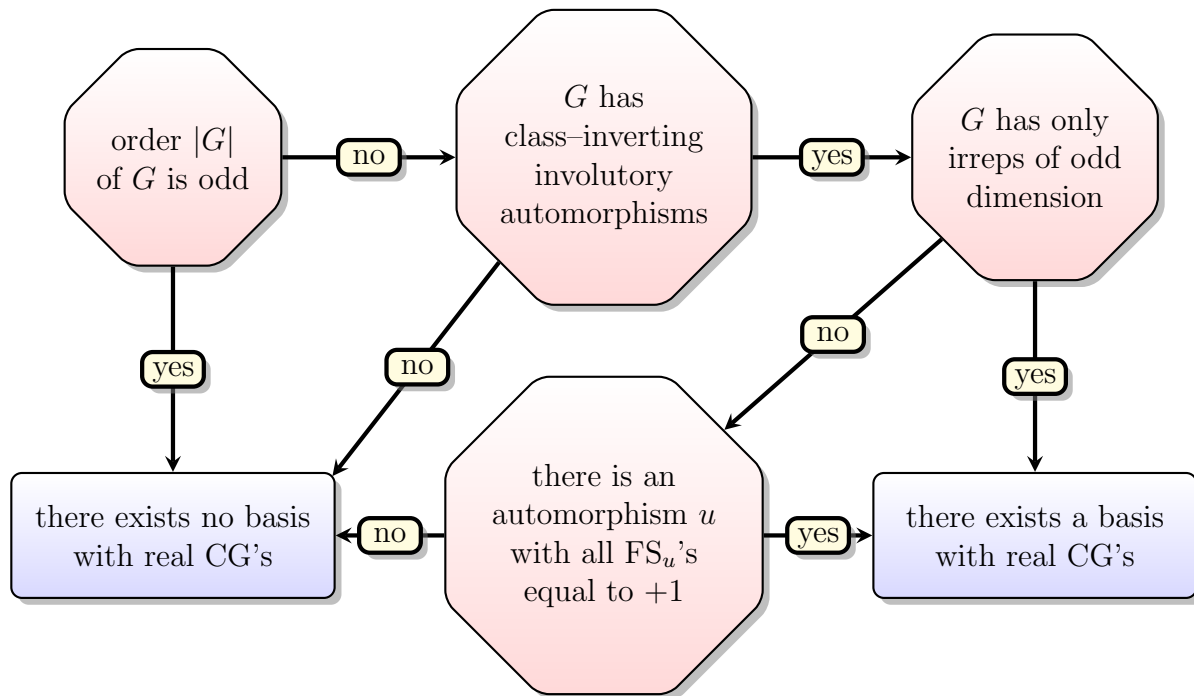 order |G|
of G is odd
no
G has
class–inverting
involutory
automorphisms
yes
G has only
irreps of odd
dimension
yes
no
no
yes
there exists no basis
with real CG's
no
there is an
automorphism u
with all FSᵤ's
equal to +1
yes
there exists a basis
with real CG's